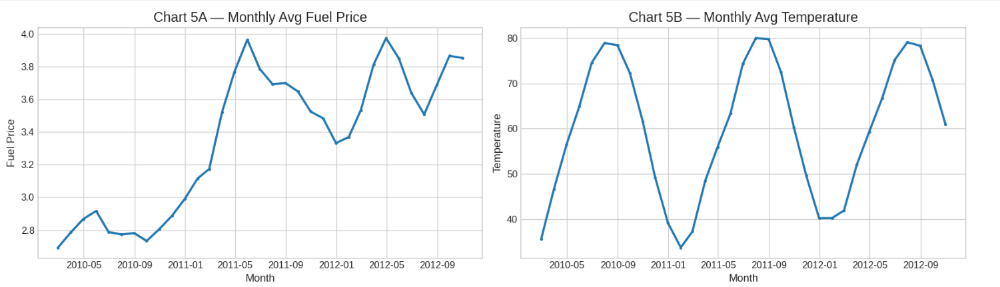 Chart 5A — Monthly Avg Fuel Price
4.0
3.8
3.6
3.4
3.2
3.0
2.8
Fuel Price
2010-05 2010-09 2011-01 2011-05 2011-09 2012-01 2012-05 2012-09
Month
Chart 5B — Monthly Avg Temperature
80
70
60
50
40
Temperature
2010-05 2010-09 2011-01 2011-05 2011-09 2012-01 2012-05 2012-09
Month